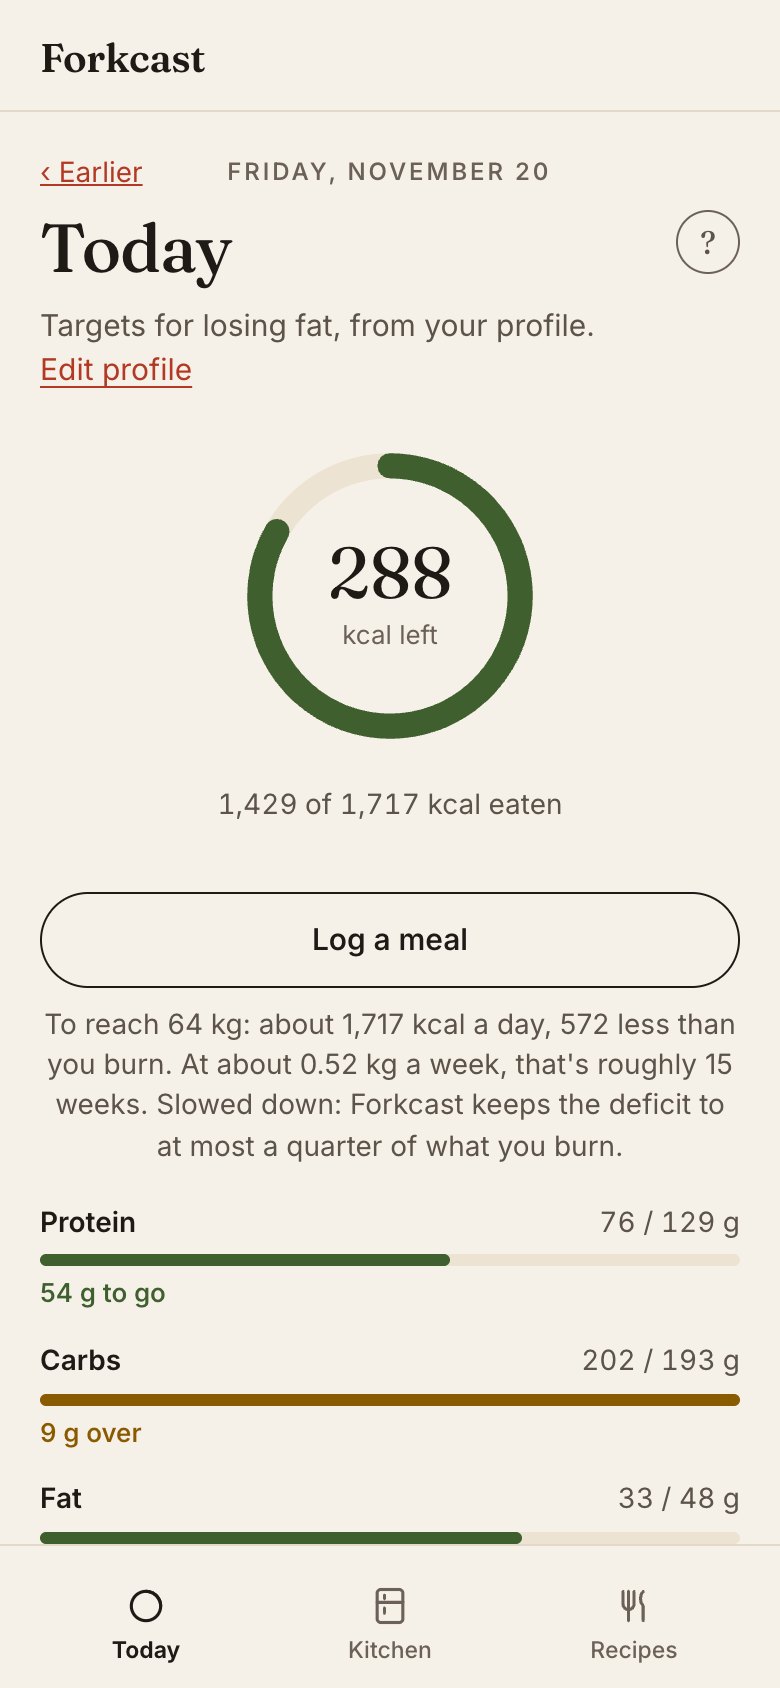 Forkcast
‹ Earlier
FRIDAY, NOVEMBER 20
Today
?
Targets for losing fat, from your profile.
Edit profile
288
kcal left
1,429 of 1,717 kcal eaten
Log a meal
To reach 64 kg: about 1,717 kcal a day, 572 less than
you burn. At about 0.52 kg a week, that's roughly 15
weeks. Slowed down: Forkcast keeps the deficit to
at most a quarter of what you burn.
Protein
76 / 129 g
54 g to go
Carbs
202 / 193 g
9 g over
Fat
33 / 48 g
Today
Kitchen
Recipes